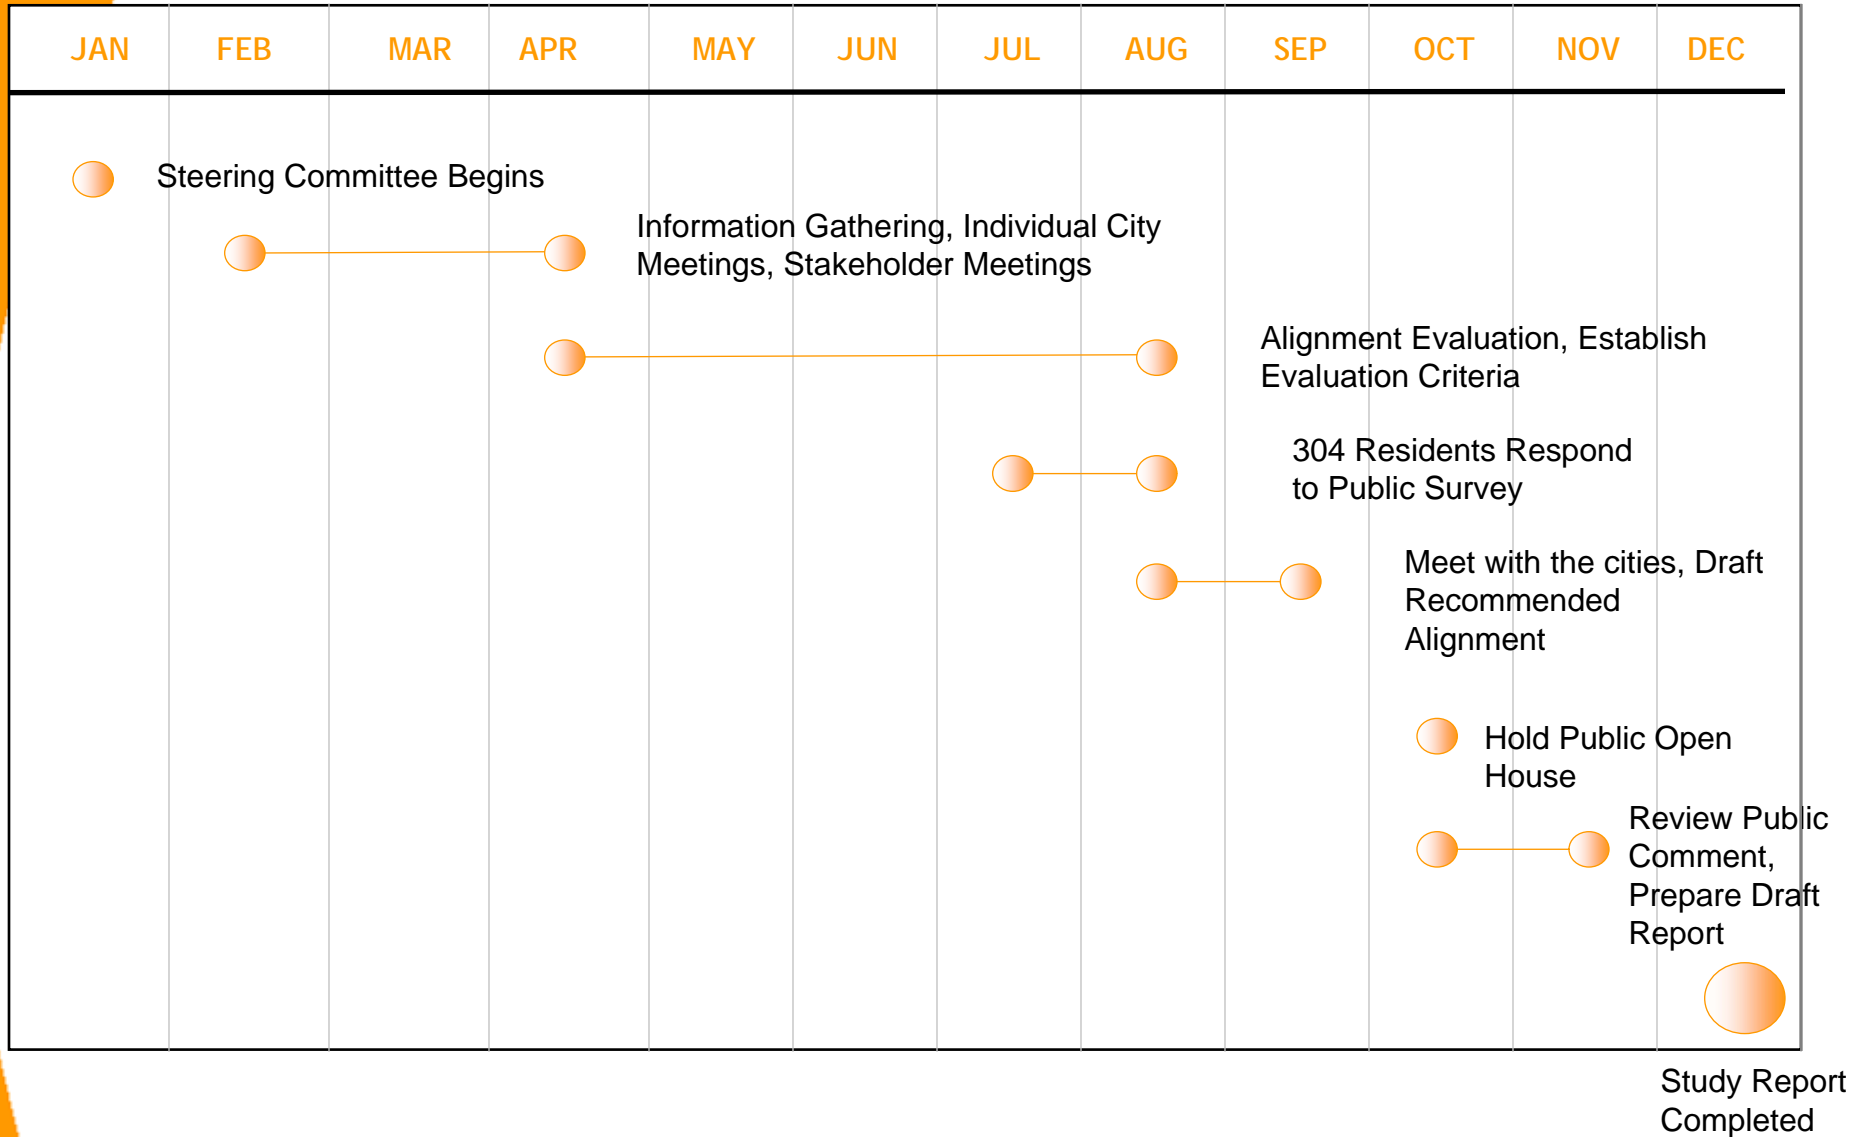 JAN FEB MAR APR MAY JUN JUL AUG SEP OCT NOV DEC
Steering Committee Begins
Information Gathering, Individual City
Meetings, Stakeholder Meetings
Alignment Evaluation, Establish
Evaluation Criteria
304 Residents Respond
to Public Survey
Meet with the cities, Draft
Recommended
Alignment
Hold Public Open
House
Review Public
Comment,
Prepare Draft
Report
Study Report
Completed